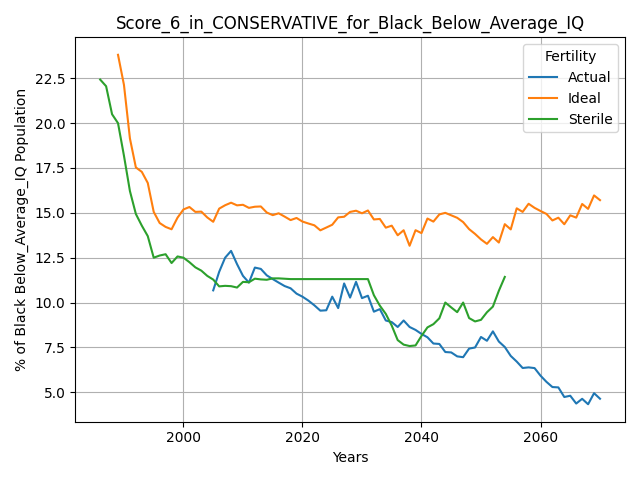 Score_6_in_CONSERVATIVE_for_Black_Below_Average_IQ
Fertility
Actual
Ideal
Sterile
% of Black Below_Average_IQ Population
22.5
20.0
17.5
15.0
12.5
10.0
7.5
5.0
2000 2020 2040 2060
Years